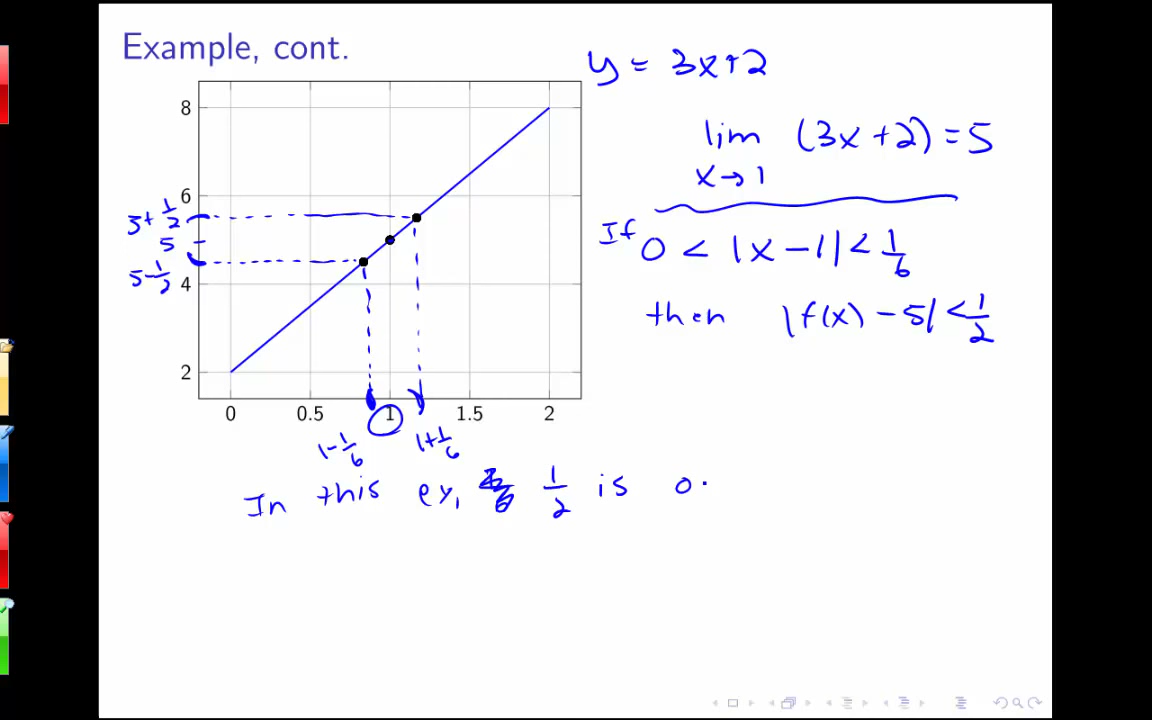 Example, cont.
y = 3x+2
lim (3x+2) = 5
x→1
If 0 < |x-1| < 1/6
then |f(x) - 5| < 1/2
8
6
4
2
5+1/2
5
5-1/2
0 0.5 1 1.5 2
1-1/6 1+1/6
In this ex, 1/2 is